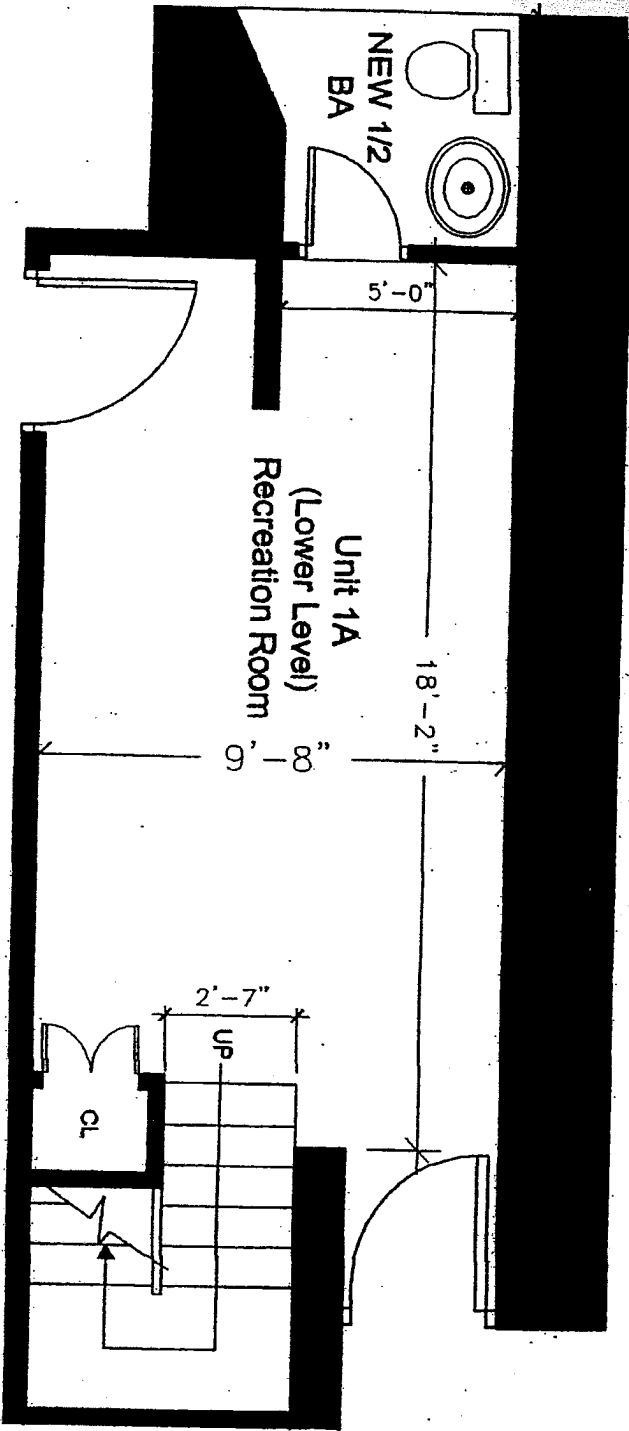 NEW 1/2
BA
5'-0"
Unit 1A
(Lower Level)
Recreation Room
18'-2"
9'-8"
2'-7"
UP
CL